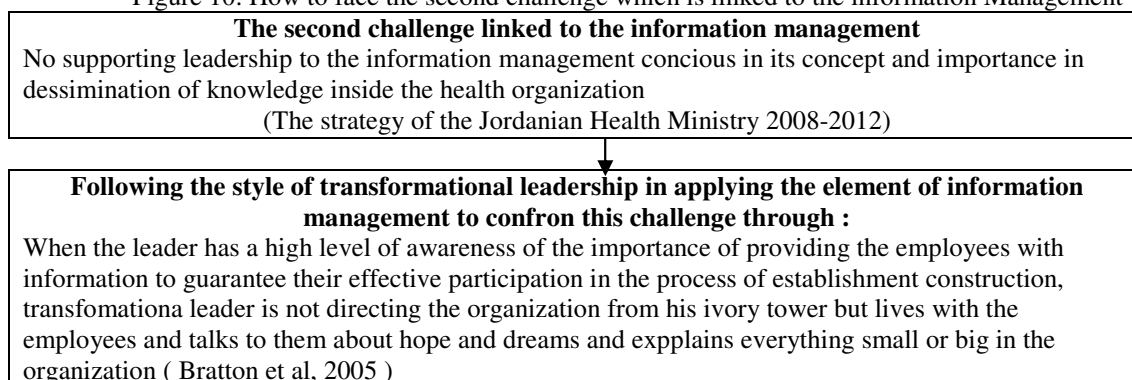 Figure 10: How to face the second challenge which is linked to the Information Management
The second challenge linked to the information management
No supporting leadership to the information management concious in its concept and importance in
dessimination of knowledge inside the health organization
(The strategy of the Jordanian Health Ministry 2008-2012)
Following the style of transformational leadership in applying the element of information
management to confron this challenge through :
When the leader has a high level of awareness of the importance of providing the employees with
information to guarantee their effective participation in the process of establishment construction,
transfomationa leader is not directing the organization from his ivory tower but lives with the
employees and talks to them about hope and dreams and expplains everything small or big in the
organization ( Bratton et al, 2005 )